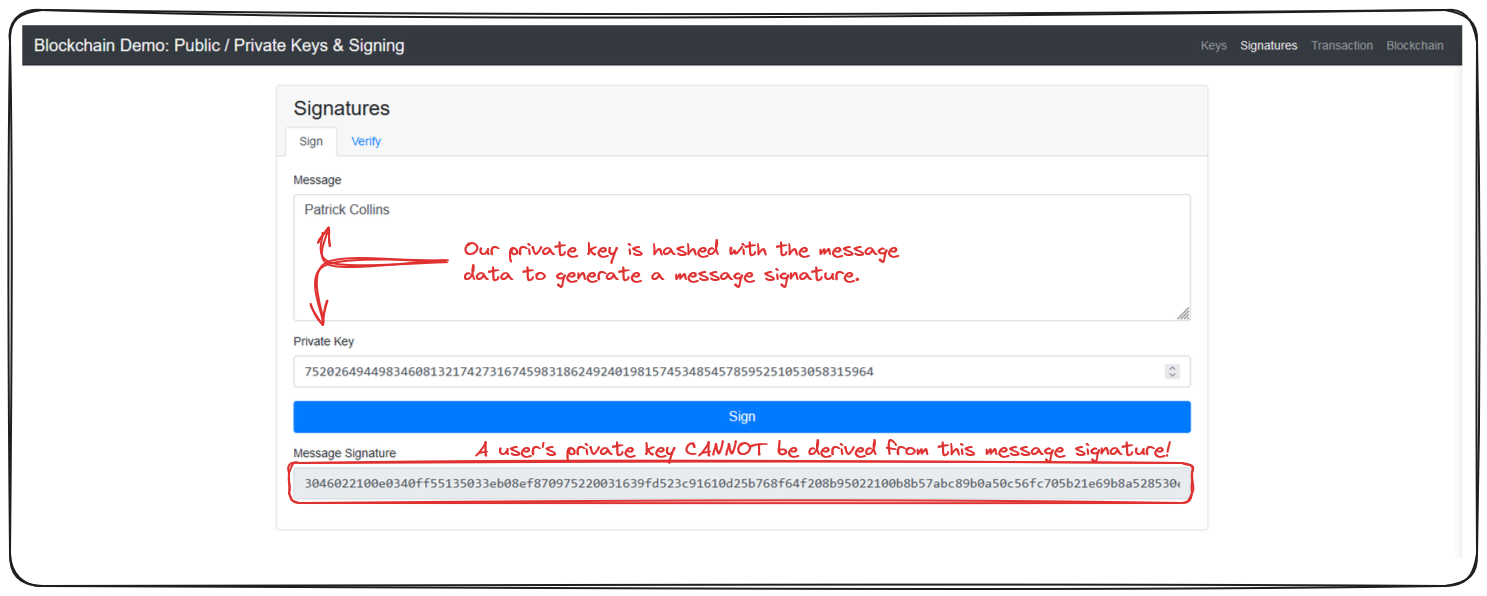 Blockchain Demo: Public / Private Keys & Signing
Keys Signatures Transaction Blockchain
Signatures
Sign Verify
Message
Patrick Collins
Our private key is hashed with the message
data to generate a message signature.
Private Key
75202649449834608132174273167459831862492401981574534854578595251053058315964
Sign
A user's private key CANNOT be derived from this message signature!
Message Signature
3046022100e0340ff55135033eb08ef870975220031639fd523c91610d25b768f64f208b95022100b8b57abc89b0a50c56fc705b21e69b8a528530e